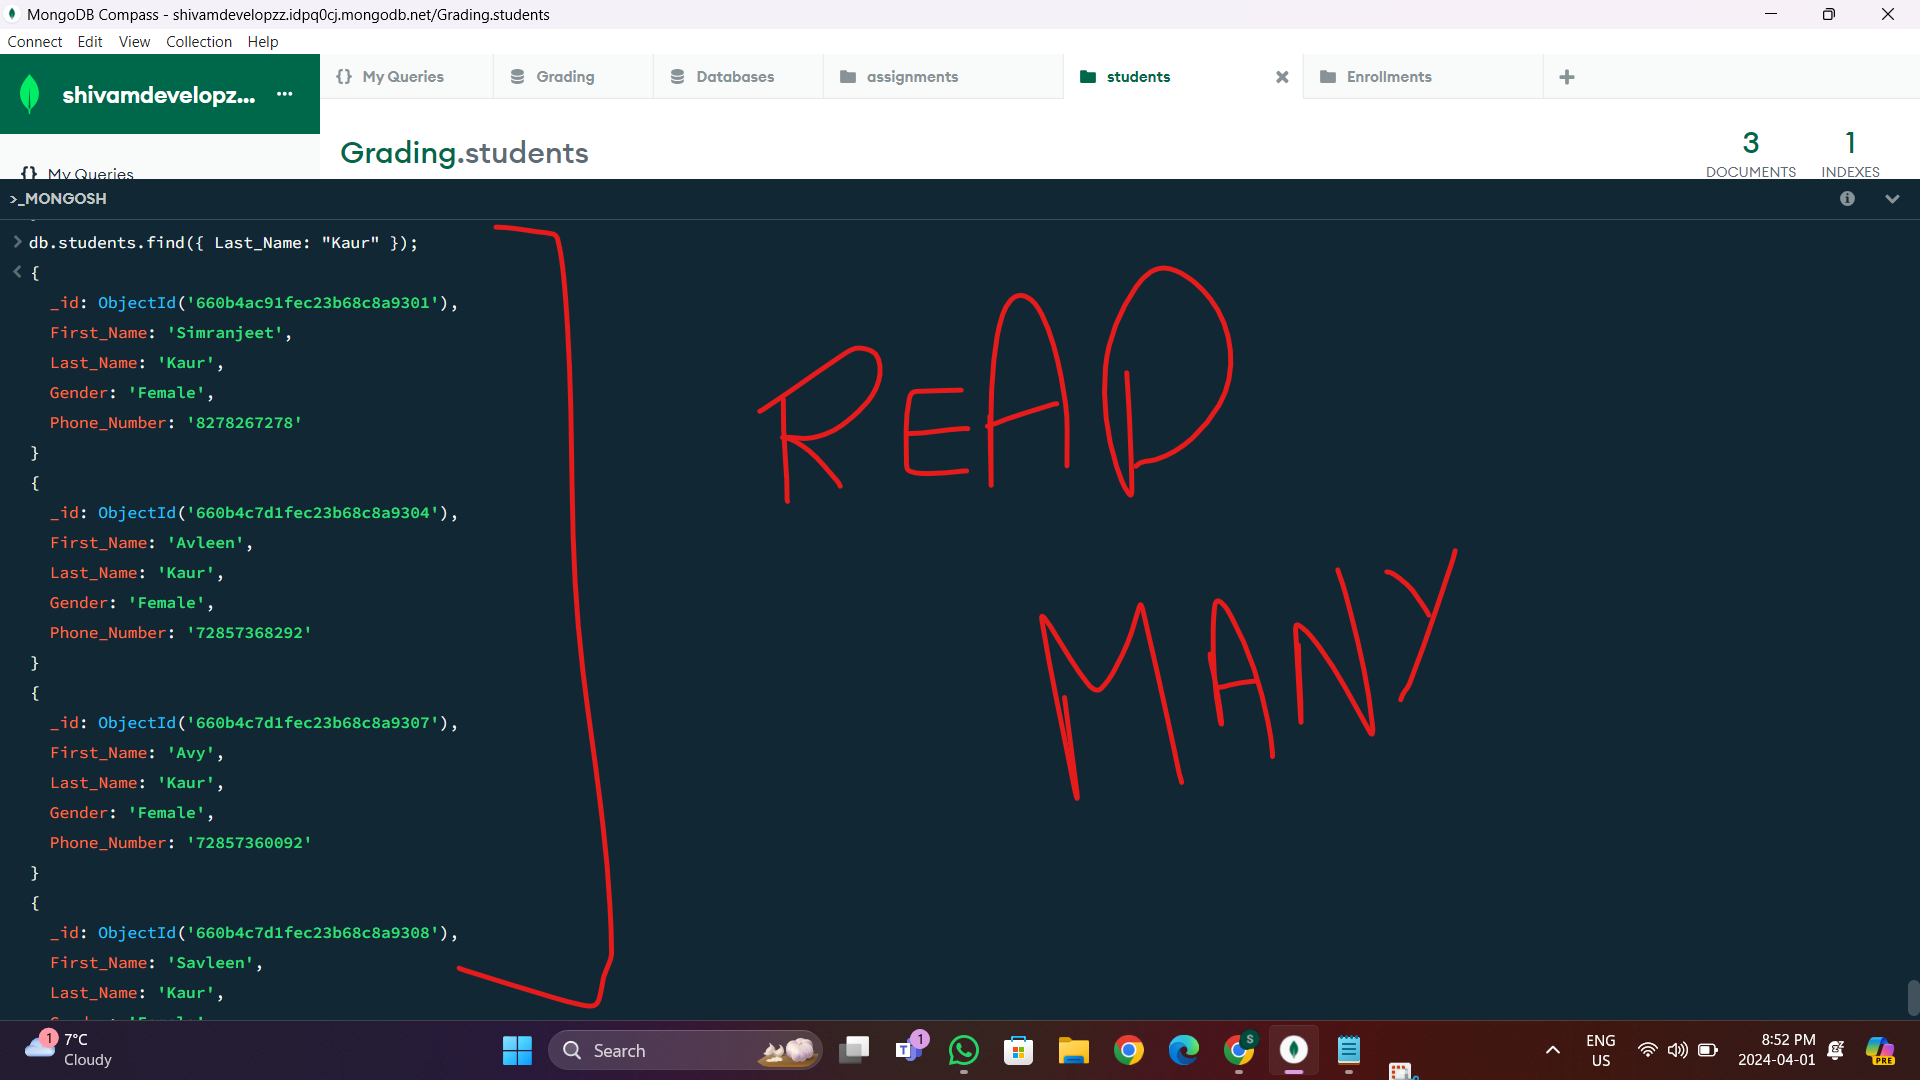 MongoDB Compass - shivamdevelopzz.idpq0cj.mongodb.net/Grading.students
Connect Edit View Collection Help
shivamdevelopz... ...
{} My Queries Grading Databases assignments students Enrollments +
Grading.students
3 DOCUMENTS
1 INDEXES
{} My Queries
>_MONGOSH
db.students.find({ Last_Name: "Kaur" });
{
_id: ObjectId('660b4ac91fec23b68c8a9301'),
First_Name: 'Simranjeet',
Last_Name: 'Kaur',
Gender: 'Female',
Phone_Number: '8278267278'
}
{
_id: ObjectId('660b4c7d1fec23b68c8a9304'),
First_Name: 'Avleen',
Last_Name: 'Kaur',
Gender: 'Female',
Phone_Number: '72857368292'
}
{
_id: ObjectId('660b4c7d1fec23b68c8a9307'),
First_Name: 'Avy',
Last_Name: 'Kaur',
Gender: 'Female',
Phone_Number: '72857360092'
}
{
_id: ObjectId('660b4c7d1fec23b68c8a9308'),
First_Name: 'Savleen',
Last_Name: 'Kaur',
READ
MANY
1
7°C
Cloudy
Search
T
1
S
ENG
US
8:52 PM
2024-04-01
PRE